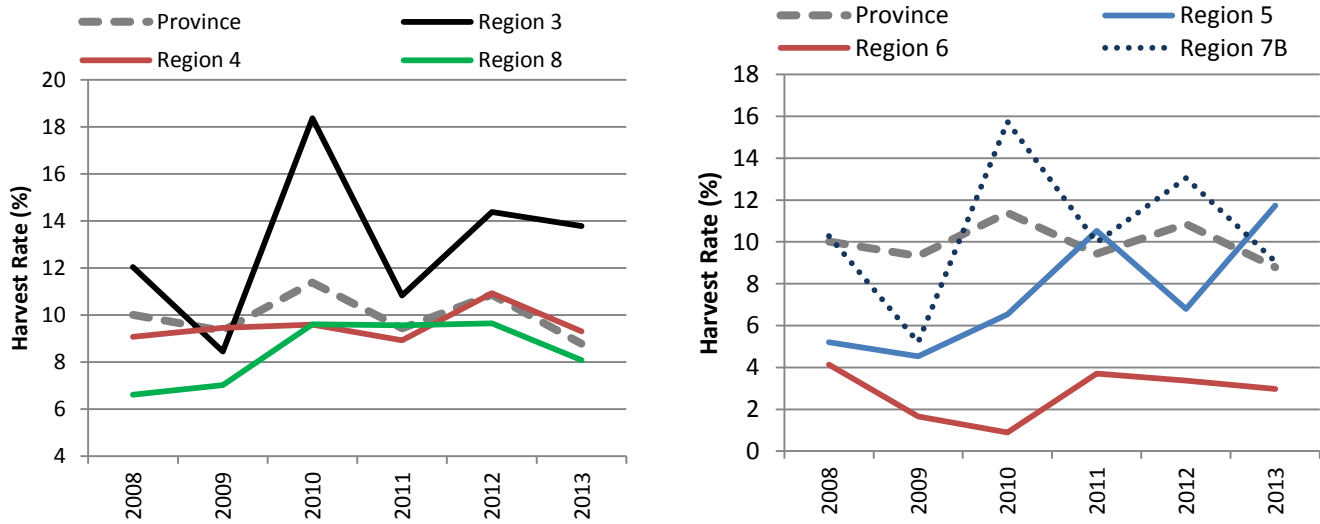 Province Region 3
Region 4 Region 8
Harvest Rate (%)
20
18
16
14
12
10
8
6
4
2008 2009 2010 2011 2012 2013
Province Region 5
Region 6 Region 7B
Harvest Rate (%)
18
16
14
12
10
8
6
4
2
0
2008 2009 2010 2011 2012 2013